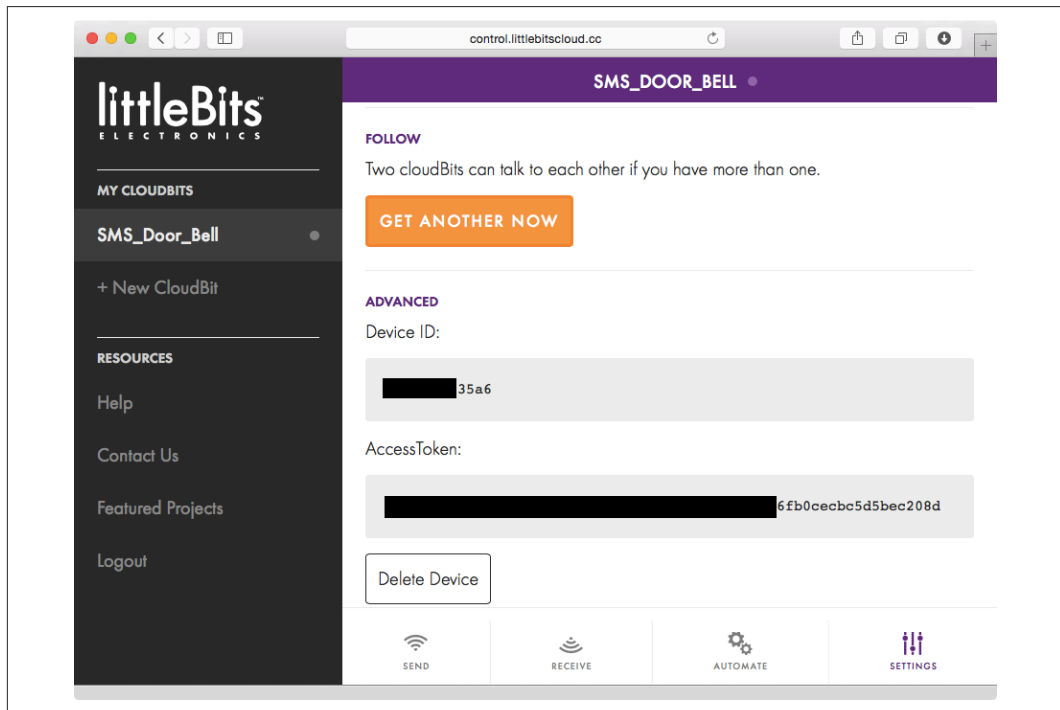 control.littlebitscloud.cc
littleBits™
ELECTRONICS
MY CLOUDBITS
SMS_Door_Bell
+ New CloudBit
RESOURCES
Help
Contact Us
Featured Projects
Logout
SMS_DOOR_BELL
FOLLOW
Two cloudBits can talk to each other if you have more than one.
GET ANOTHER NOW
ADVANCED
Device ID:
35a6
AccessToken:
6fb0cecbc5d5bec208d
Delete Device
SEND
RECEIVE
AUTOMATE
SETTINGS